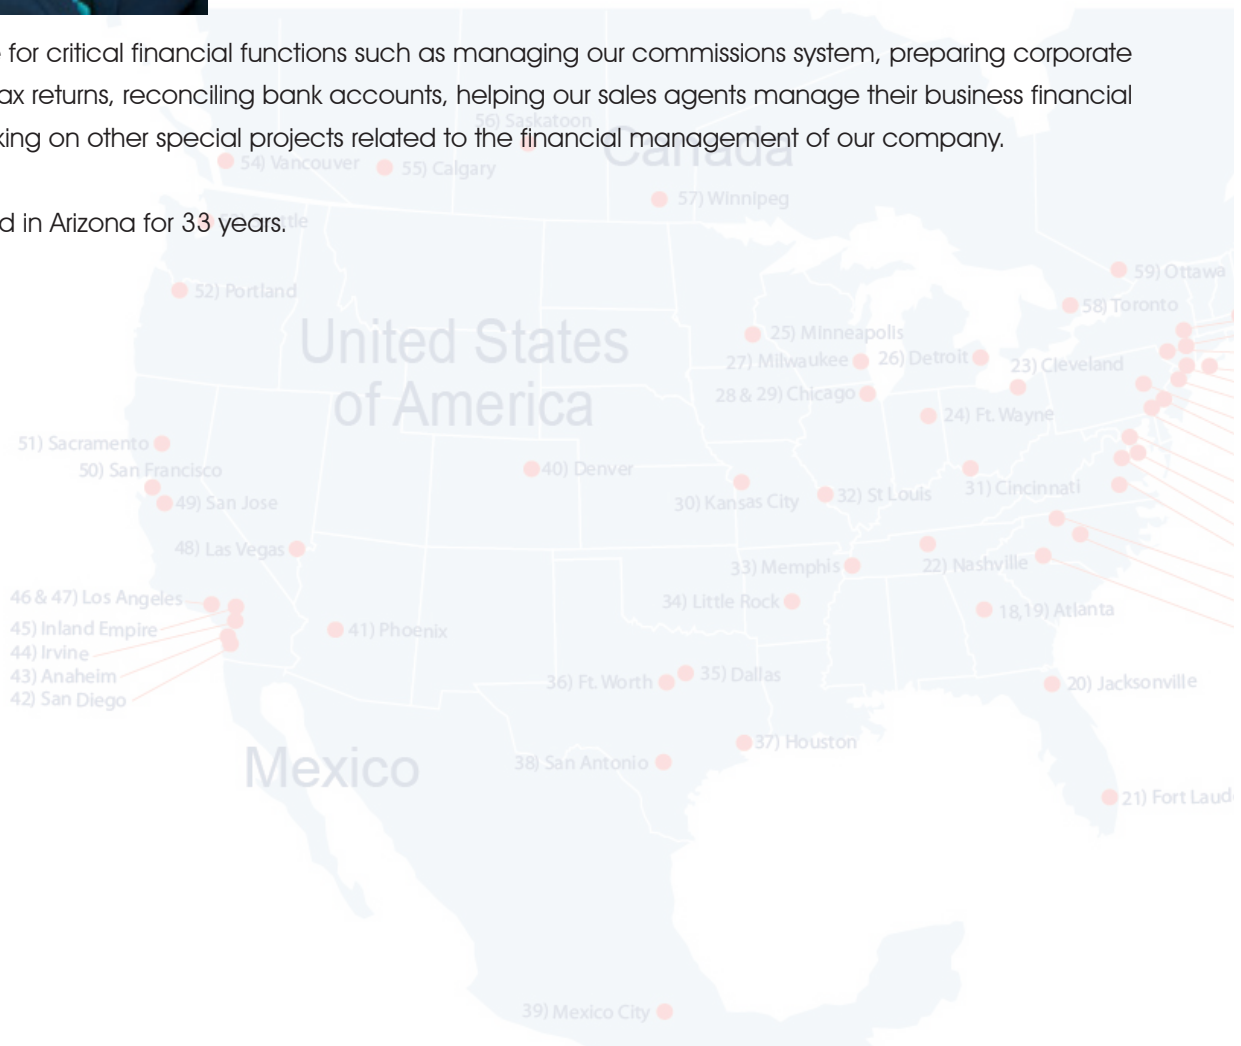 for critical financial functions such as managing our commissions system, preparing corporate
ax returns, reconciling bank accounts, helping our sales agents manage their business financial
king on other special projects related to the financial management of our company.
d in Arizona for 33 years.
56) Saskatoon
Canada
54) Vancouver
55) Calgary
57) Winnipeg
59) Ottawa
52) Portland
58) Toronto
United States
of America
25) Minneapolis
27) Milwaukee
26) Detroit
23) Cleveland
28 & 29) Chicago
24) Ft. Wayne
51) Sacramento
50) San Francisco
40) Denver
49) San Jose
30) Kansas City
32) St Louis
31) Cincinnati
48) Las Vegas
33) Memphis
22) Nashville
46 & 47) Los Angeles
34) Little Rock
18,19) Atlanta
45) Inland Empire
41) Phoenix
44) Irvine
43) Anaheim
36) Ft. Worth
35) Dallas
20) Jacksonville
42) San Diego
Mexico
37) Houston
38) San Antonio
21) Fort Laud
39) Mexico City